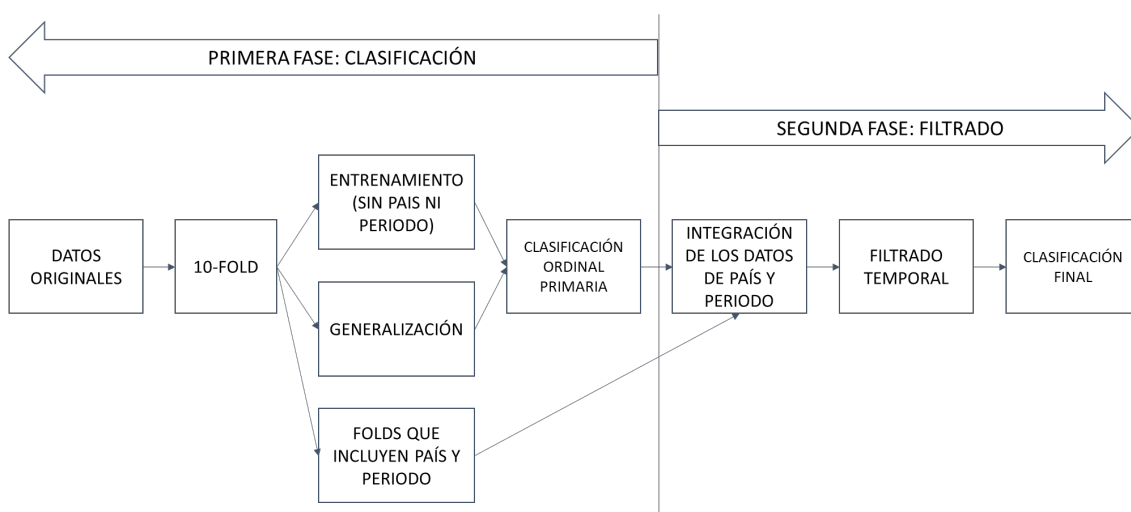 PRIMERA FASE: CLASIFICACIÓN
SEGUNDA FASE: FILTRADO
DATOS
ORIGINALES
10-FOLD
ENTRENAMIENTO
(SIN PAIS NI
PERIODO)
GENERALIZACIÓN
FOLDS QUE
INCLUYEN PAÍS Y
PERIODO
CLASIFICACIÓN
ORDINAL
PRIMARIA
INTEGRACIÓN
DE LOS DATOS
DE PAÍS Y
PERIODO
FILTRADO
TEMPORAL
CLASIFICACIÓN
FINAL